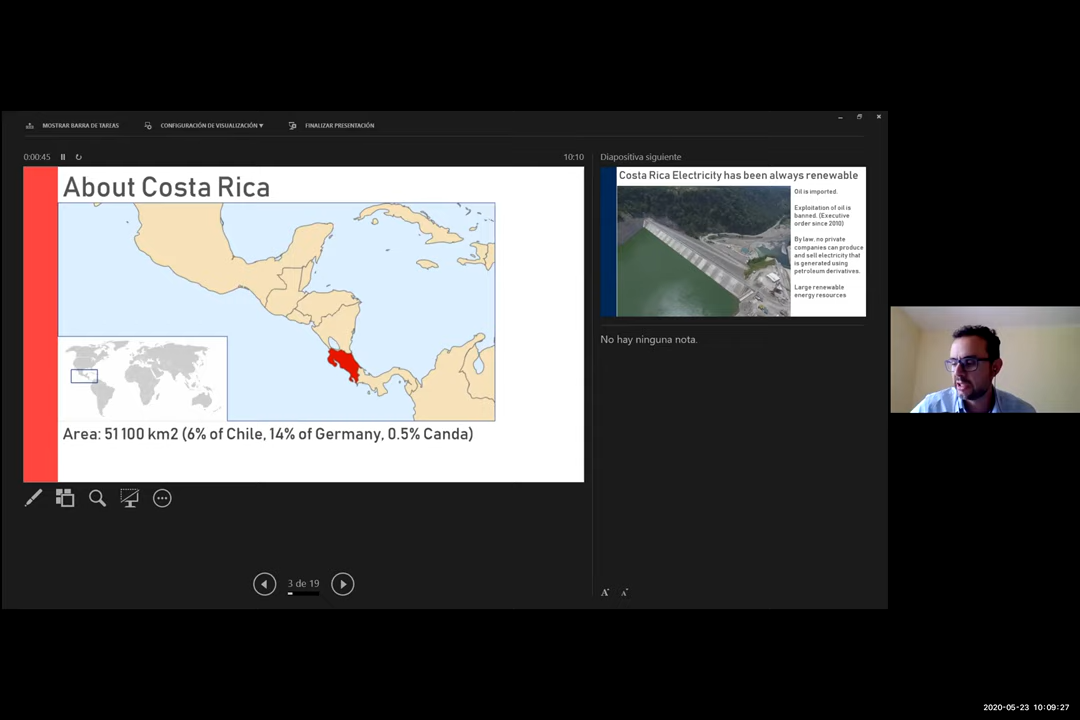 MOSTRAR BARRA DE TAREAS
CONFIGURACIÓN DE VISUALIZACIÓN ▼
FINALIZAR PRESENTACIÓN
0:00:45
10:10
Diapositiva siguiente
About Costa Rica
Area: 51 100 km2 (6% of Chile, 14% of Germany, 0.5% Canda)
Costa Rica Electricity has been always renewable
Oil is imported.
Exploitation of oil is
banned. (Executive
order since 2010)
By law, no private
companies can produce
and sell electricity that
is generated using
petroleum derivatives.
Large renewable
energy resources
No hay ninguna nota.
3 de 19
A A
2020-05-23 10:09:27